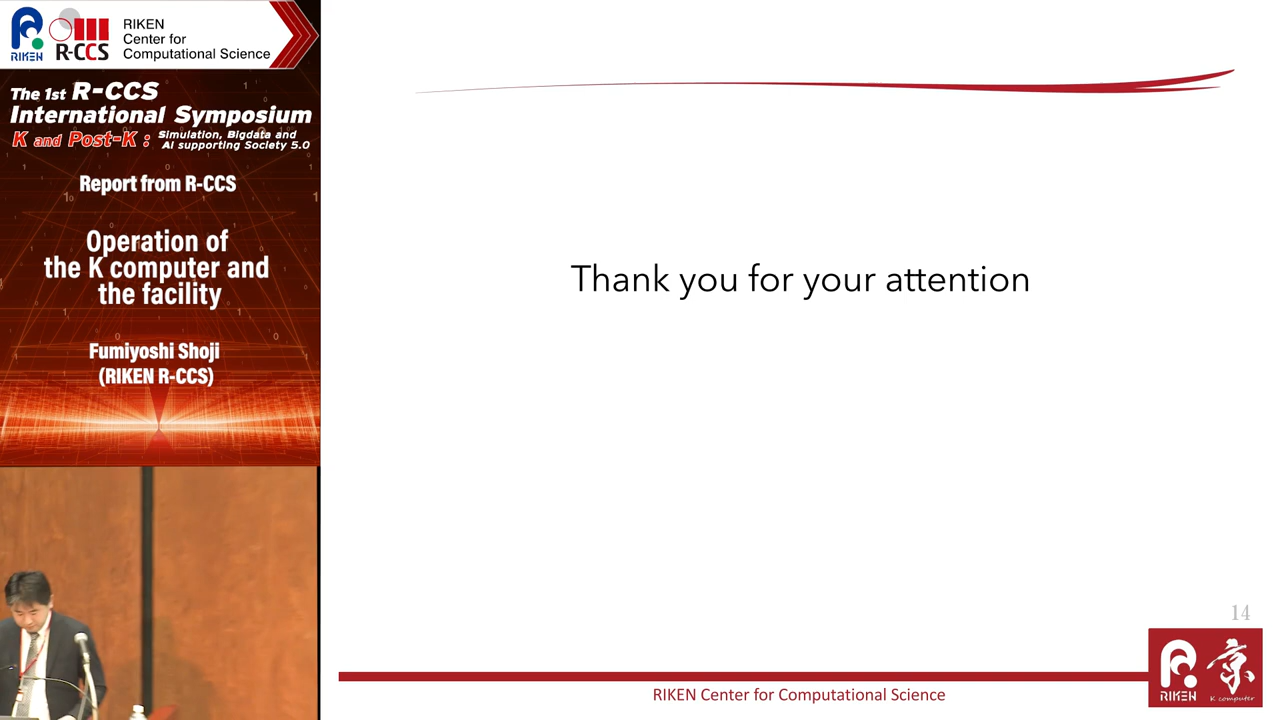 RIKEN
R-CCS
RIKEN
Center for
Computational Science
The 1st R-CCS
International Symposium
K and Post-K :
Simulation, Bigdata and
AI supporting Society 5.0
Report from R-CCS
Operation of
the K computer and
the facility
Fumiyoshi Shoji
(RIKEN R-CCS)
Thank you for your attention
14
RIKEN Center for Computational Science
RIKEN
京
K computer